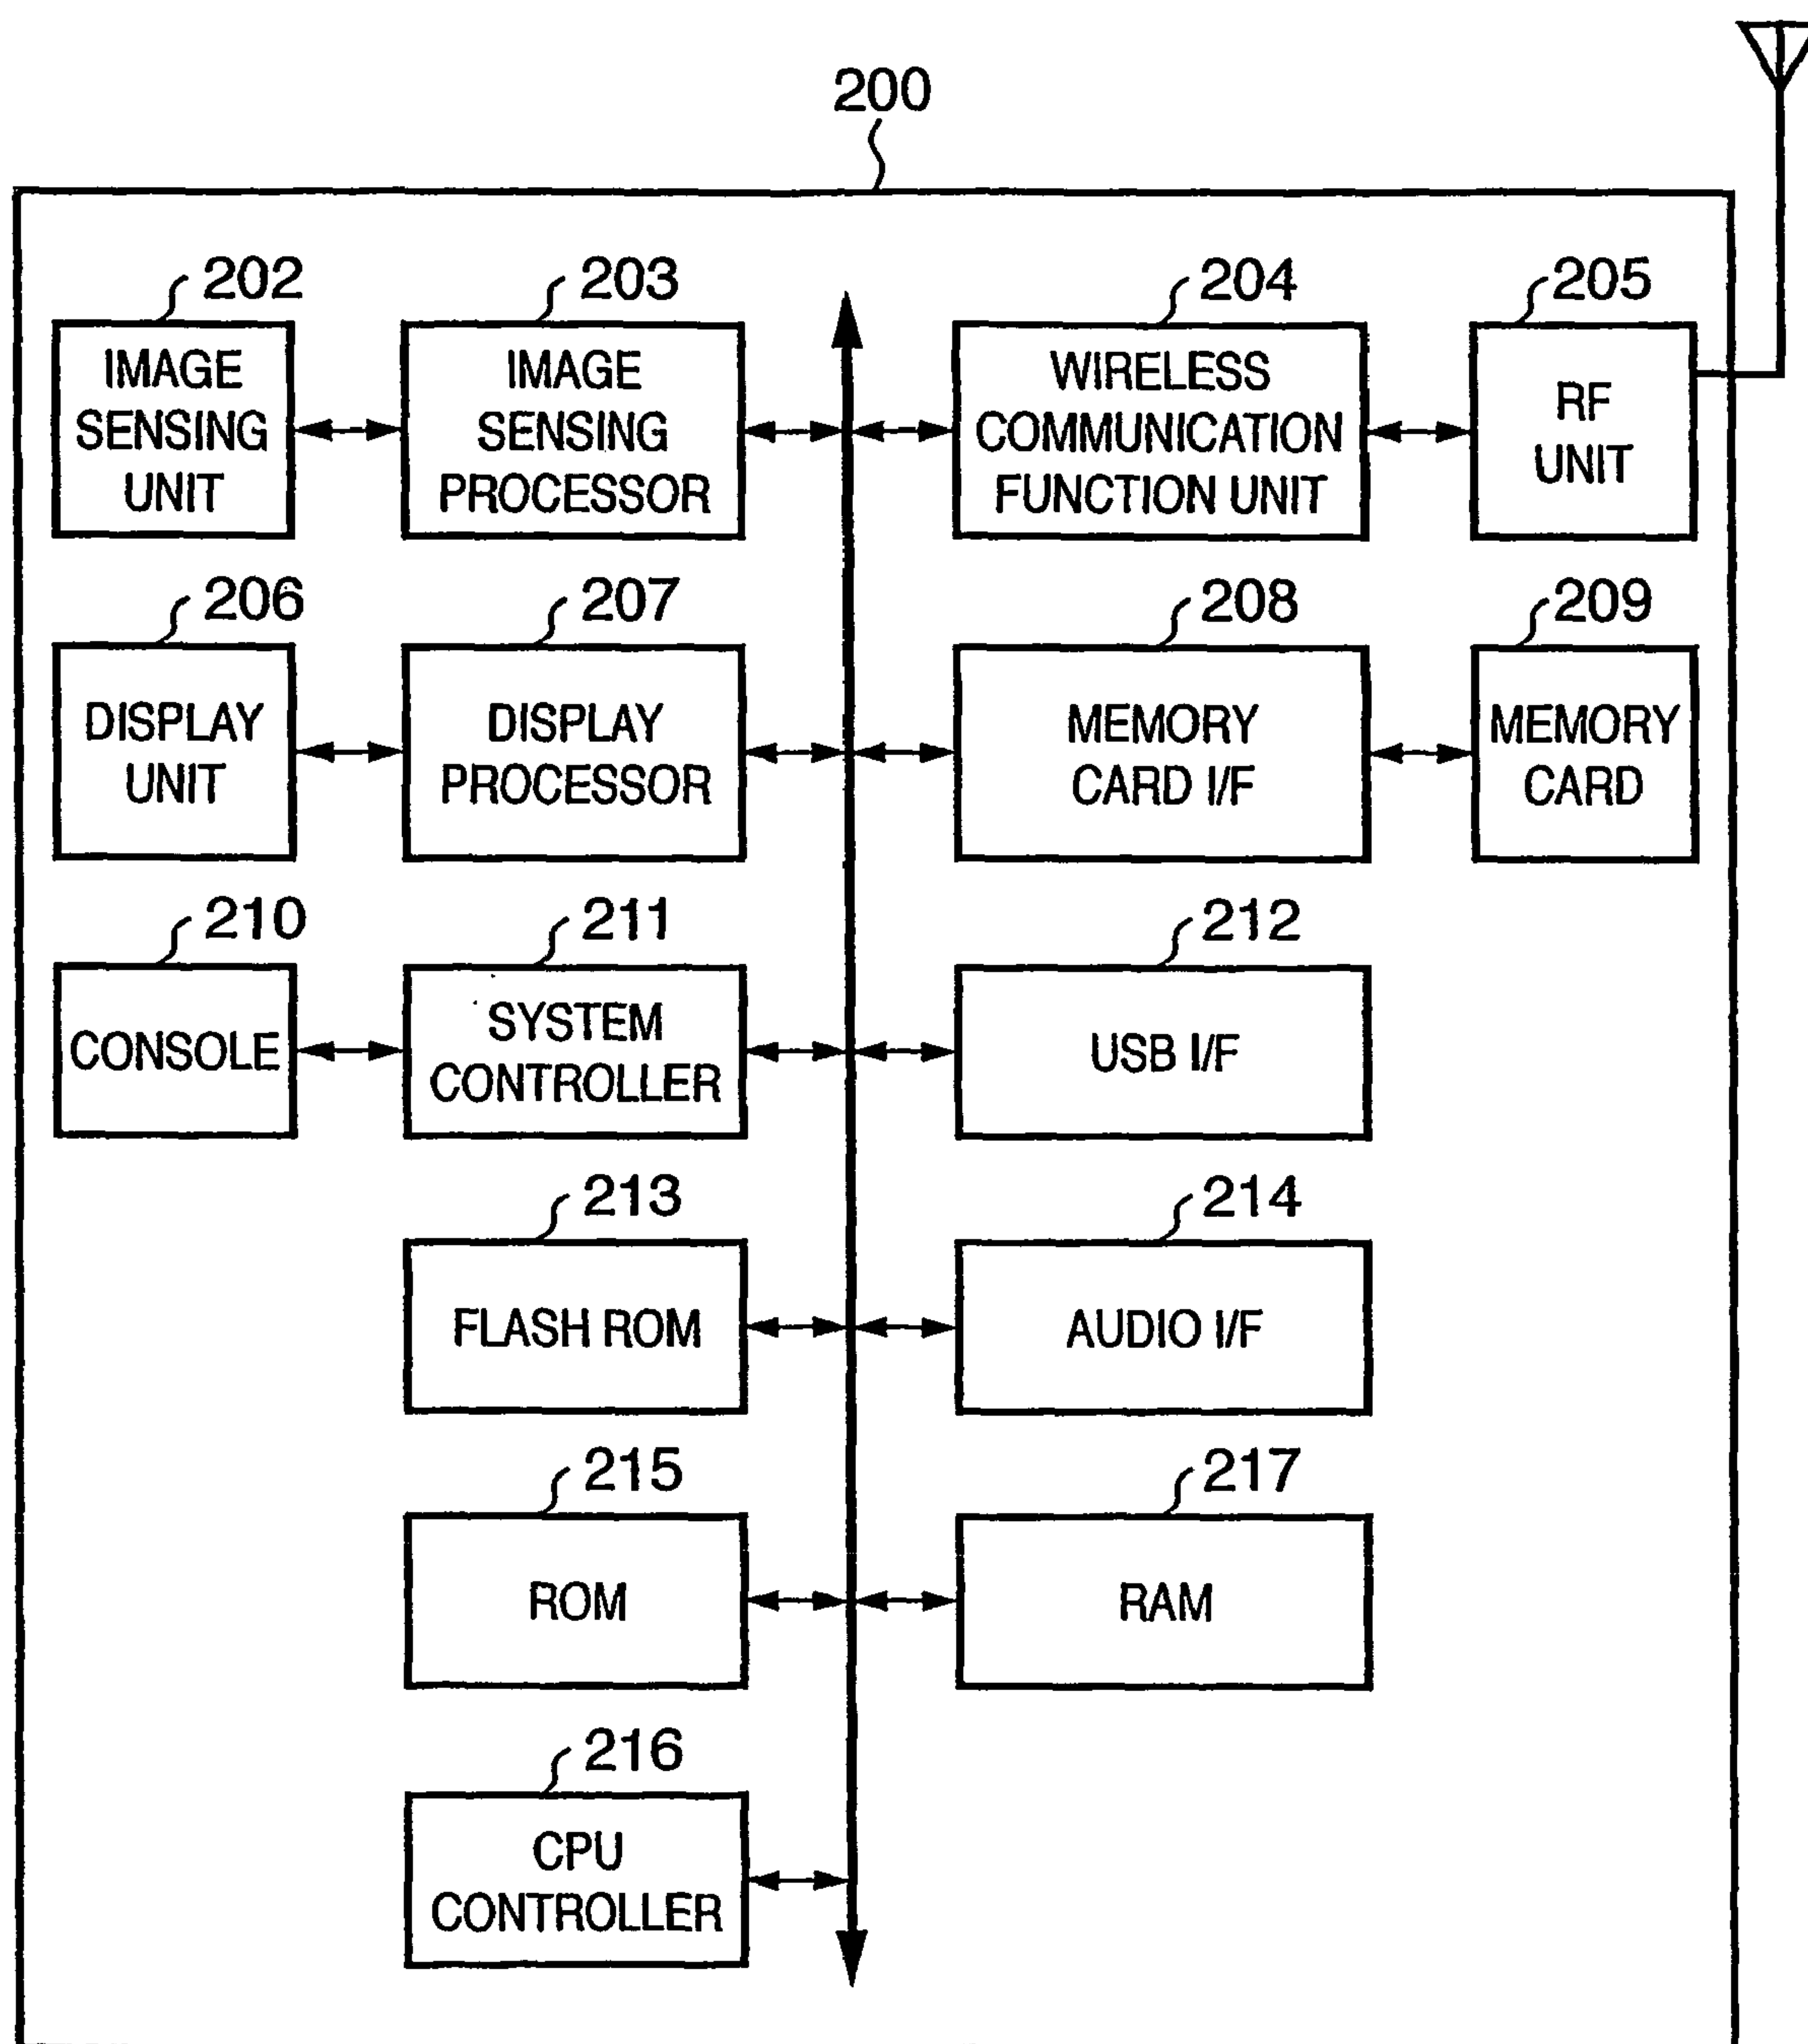 200
202
IMAGE
SENSING
UNIT
203
IMAGE
SENSING
PROCESSOR
204
WIRELESS
COMMUNICATION
FUNCTION UNIT
205
RF
UNIT
206
DISPLAY
UNIT
207
DISPLAY
PROCESSOR
208
MEMORY
CARD I/F
209
MEMORY
CARD
210
CONSOLE
211
SYSTEM
CONTROLLER
212
USB I/F
213
FLASH ROM
214
AUDIO I/F
215
ROM
217
RAM
216
CPU
CONTROLLER